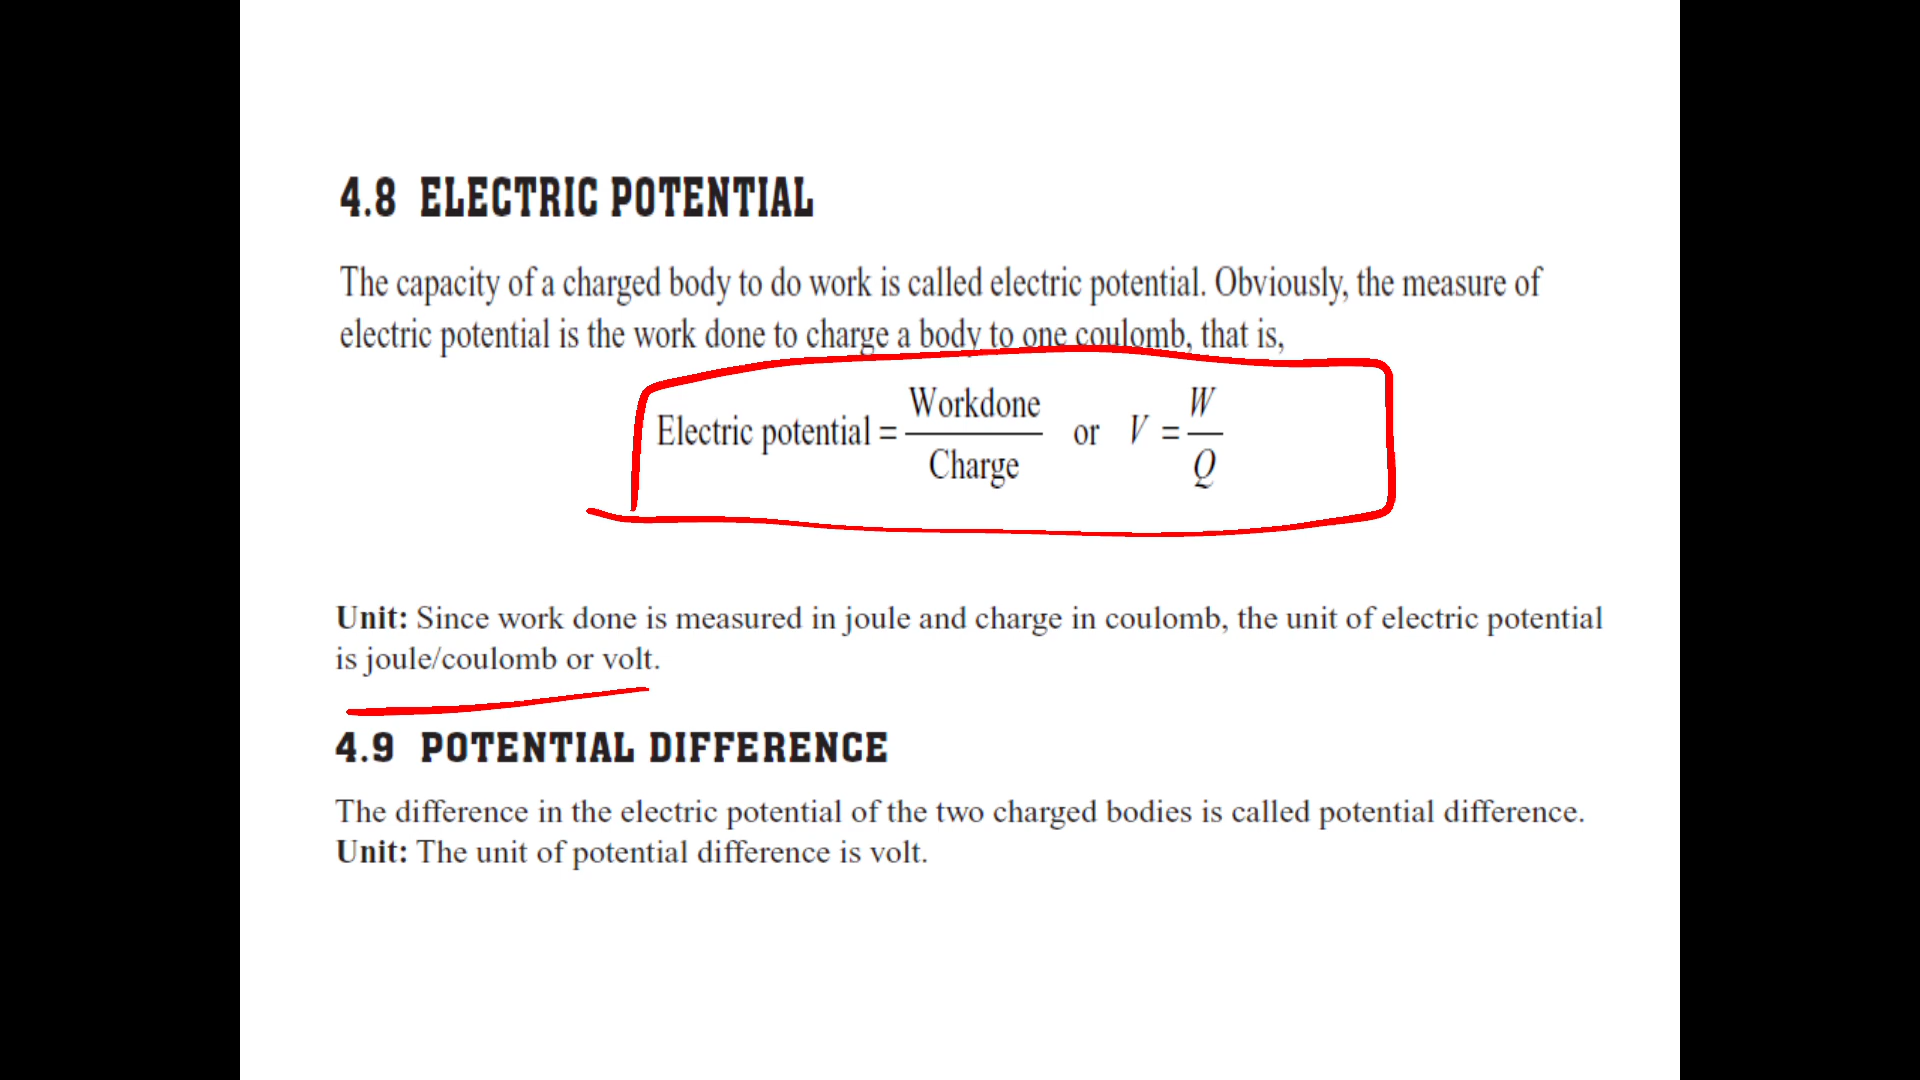 4.8 ELECTRIC POTENTIAL
The capacity of a charged body to do work is called electric potential. Obviously, the measure of
electric potential is the work done to charge a body to one coulomb, that is,
Electric potential = Workdone / Charge or V = W / Q
Unit: Since work done is measured in joule and charge in coulomb, the unit of electric potential
is joule/coulomb or volt.
4.9 POTENTIAL DIFFERENCE
The difference in the electric potential of the two charged bodies is called potential difference.
Unit: The unit of potential difference is volt.